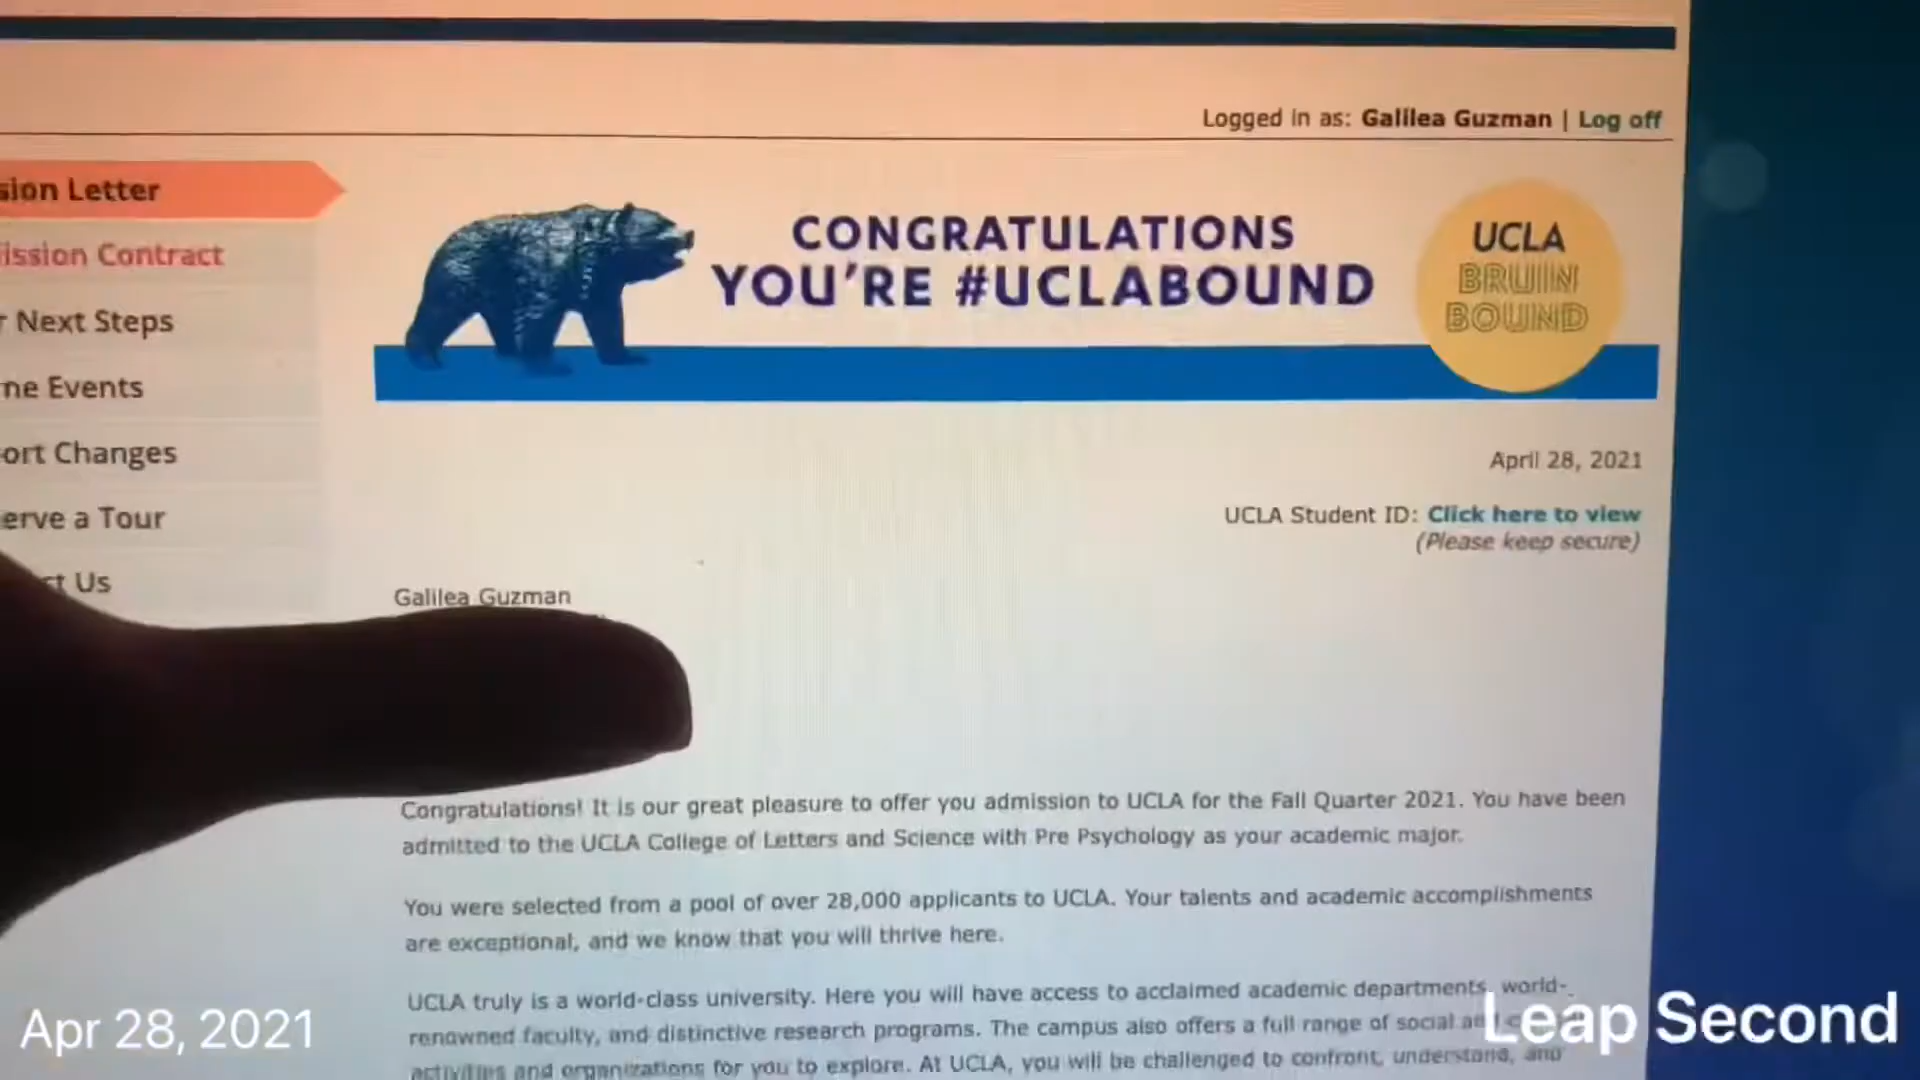 Logged in as: Galilea Guzman | Log off
sion Letter
ission Contract
r Next Steps
ne Events
ort Changes
erve a Tour
ct Us
CONGRATULATIONS
YOU'RE #UCLABOUND
UCLA
BRUIN
BOUND
April 28, 2021
UCLA Student ID: Click here to view
(Please keep secure)
Galilea Guzman
Congratulations! It is our great pleasure to offer you admission to UCLA for the Fall Quarter 2021. You have been
admitted to the UCLA College of Letters and Science with Pre Psychology as your academic major.
You were selected from a pool of over 28,000 applicants to UCLA. Your talents and academic accomplishments
are exceptional, and we know that you will thrive here.
UCLA truly is a world-class university. Here you will have access to acclaimed academic departments, world-
renowned faculty, and distinctive research programs. The campus also offers a full range of social
activities and organizations for you to explore. At UCLA, you will be challenged to confront, understand, and
Apr 28, 2021
Leap Second